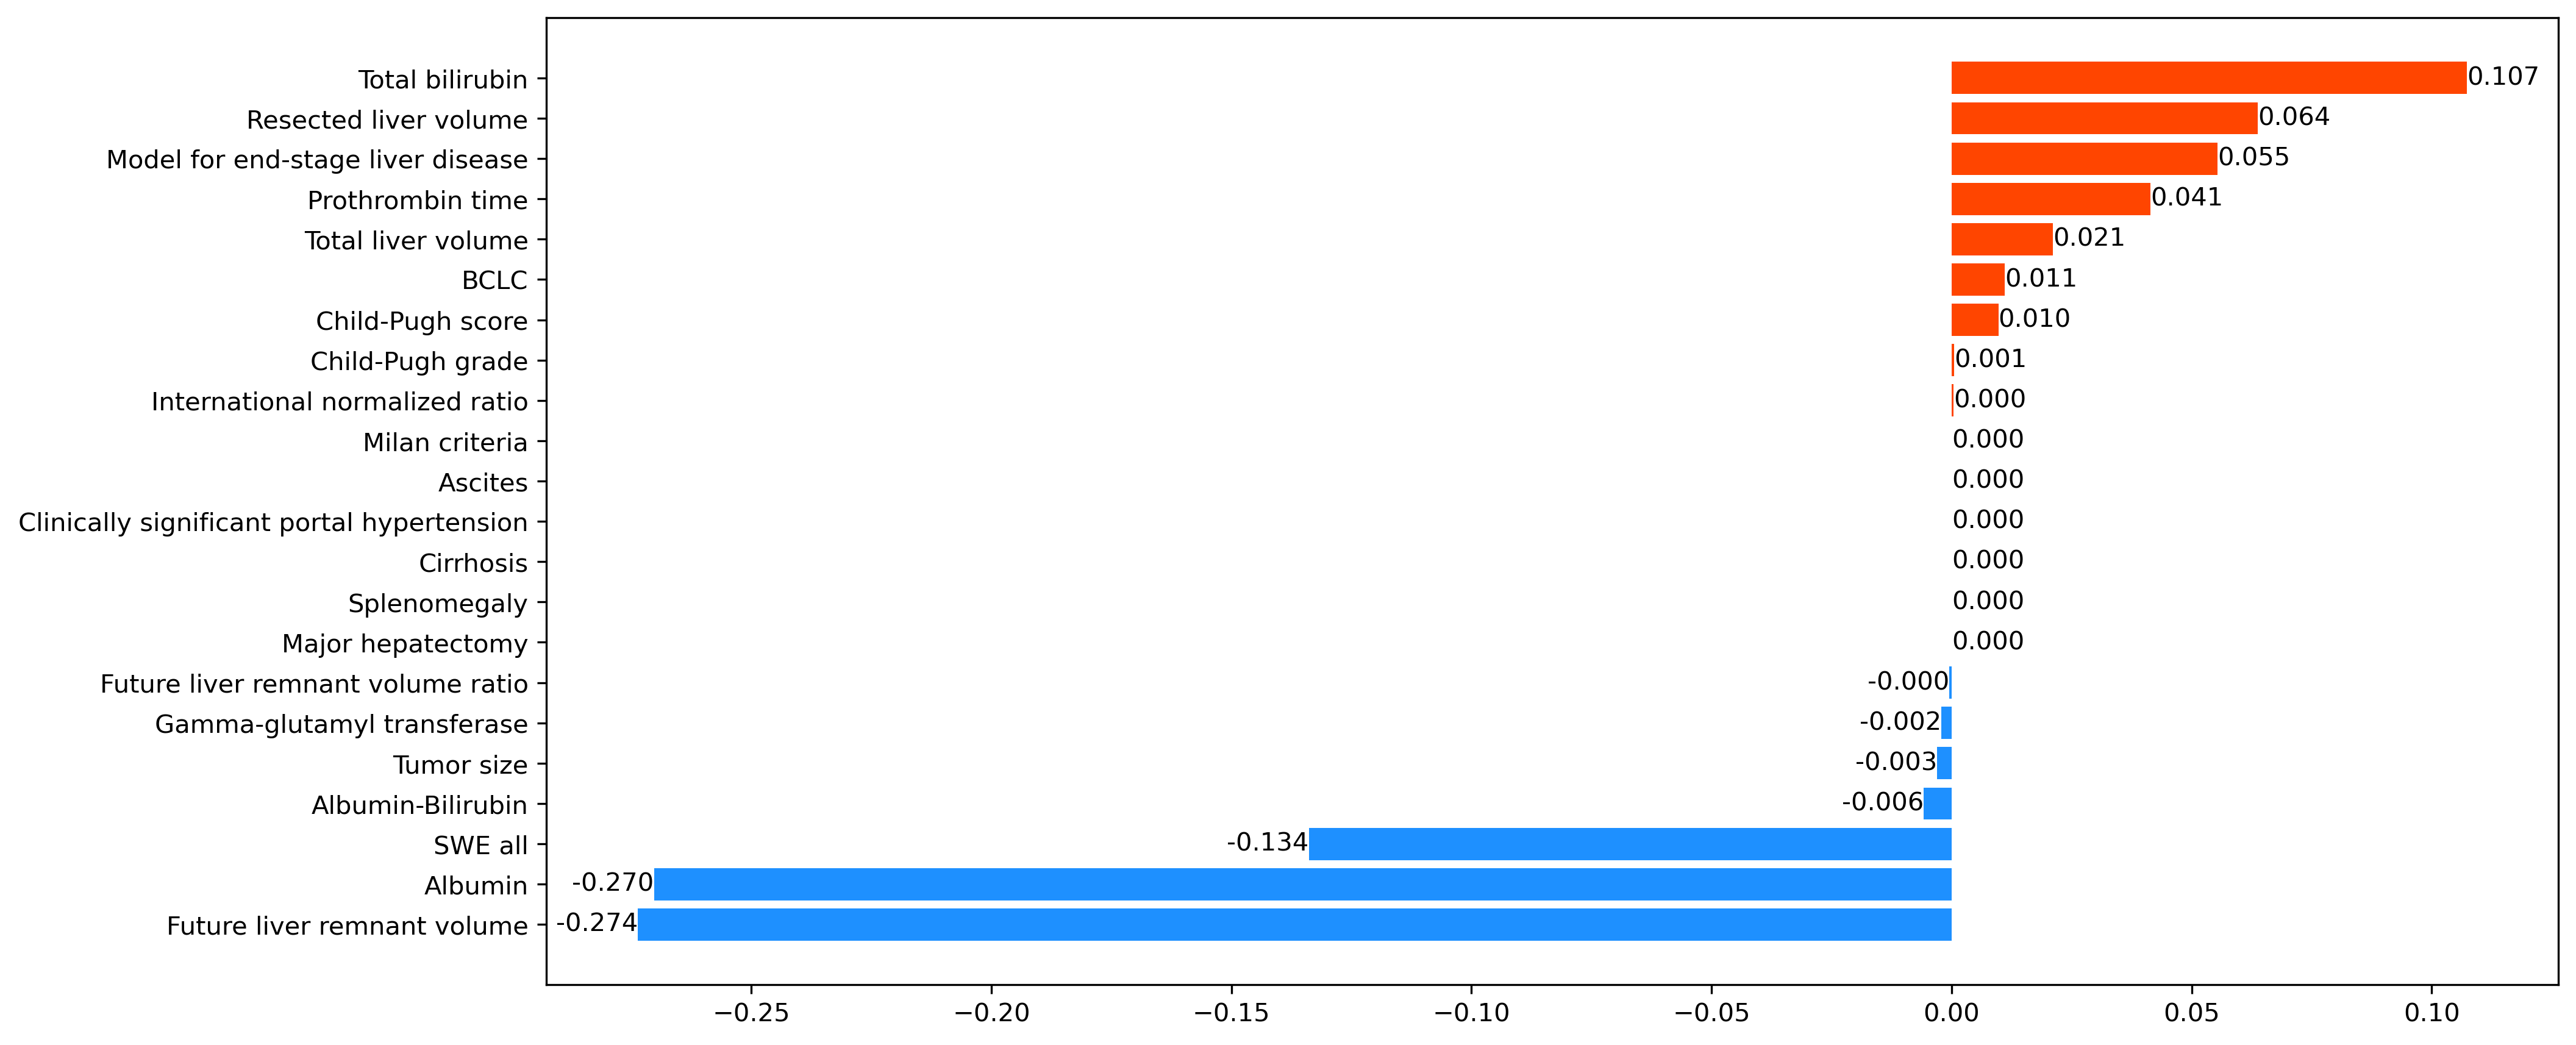 Total bilirubin 0.107
Resected liver volume 0.064
Model for end-stage liver disease 0.055
Prothrombin time 0.041
Total liver volume 0.021
BCLC 0.011
Child-Pugh score 0.010
Child-Pugh grade 0.001
International normalized ratio 0.000
Milan criteria 0.000
Ascites 0.000
Clinically significant portal hypertension 0.000
Cirrhosis 0.000
Splenomegaly 0.000
Major hepatectomy 0.000
Future liver remnant volume ratio -0.000
Gamma-glutamyl transferase -0.002
Tumor size -0.003
Albumin-Bilirubin -0.006
SWE all -0.134
Albumin -0.270
Future liver remnant volume -0.274
−0.25 −0.20 −0.15 −0.10 −0.05 0.00 0.05 0.10